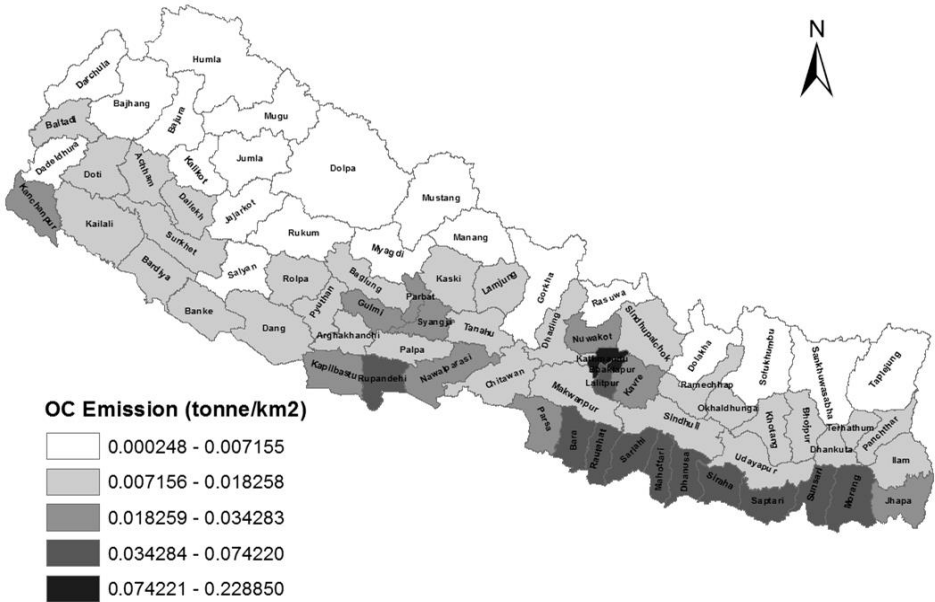 N
Humla
Darchula
Bajhang
Bajura
Mugu
Baitadi
Dadeldhura
Doti
Achham
Kalikot
Jumla
Dolpa
Dailekh
Jajarkot
Mustang
Kanchanpur
Kailali
Surkhet
Rukum
Myagdi
Manang
Bardiya
Salyan
Rolpa
Baglung
Kaski
Lamjung
Gorkha
Rasuwa
Parbat
Banke
Dang
Pyuthan
Gulmi
Syangja
Tanahu
Dhading
Nuwakot
Sindhupalchok
Dolakha
Solukhumbu
Sankhuwasabha
Taplejung
Arghakhanchi
Palpa
Kathmandu
Bhaktapur
Lalitpur
Kavre
Ramechhap
Kaplibastu
Rupandehi
Nawalparasi
Chitawan
Makwanpur
Sindhuli
Okhaldhunga
Khotang
Bhojpur
Terhathum
Panchthar
Dhankuta
Ilam
Udayapur
Parsa
Bara
Rautahat
Sarlahi
Mahottari
Dhanusa
Siraha
Saptari
Sunsari
Morang
Jhapa
OC Emission (tonne/km2)
0.000248 - 0.007155
0.007156 - 0.018258
0.018259 - 0.034283
0.034284 - 0.074220
0.074221 - 0.228850